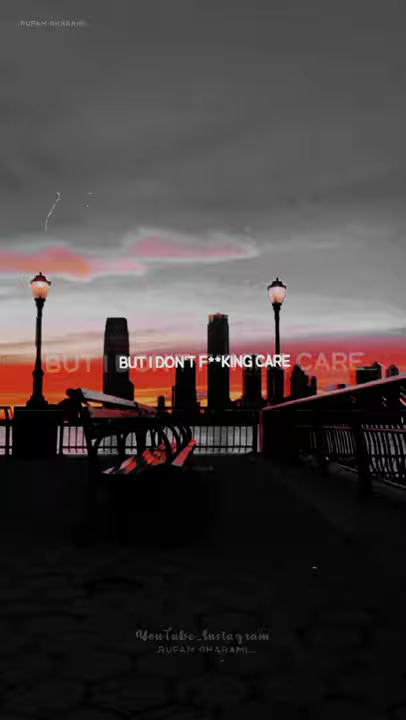 .RUPAM GHARAMI..
BUT I DON'T F**KING CARE
YouTube_Instagram
.RUPAM GHARAMI...